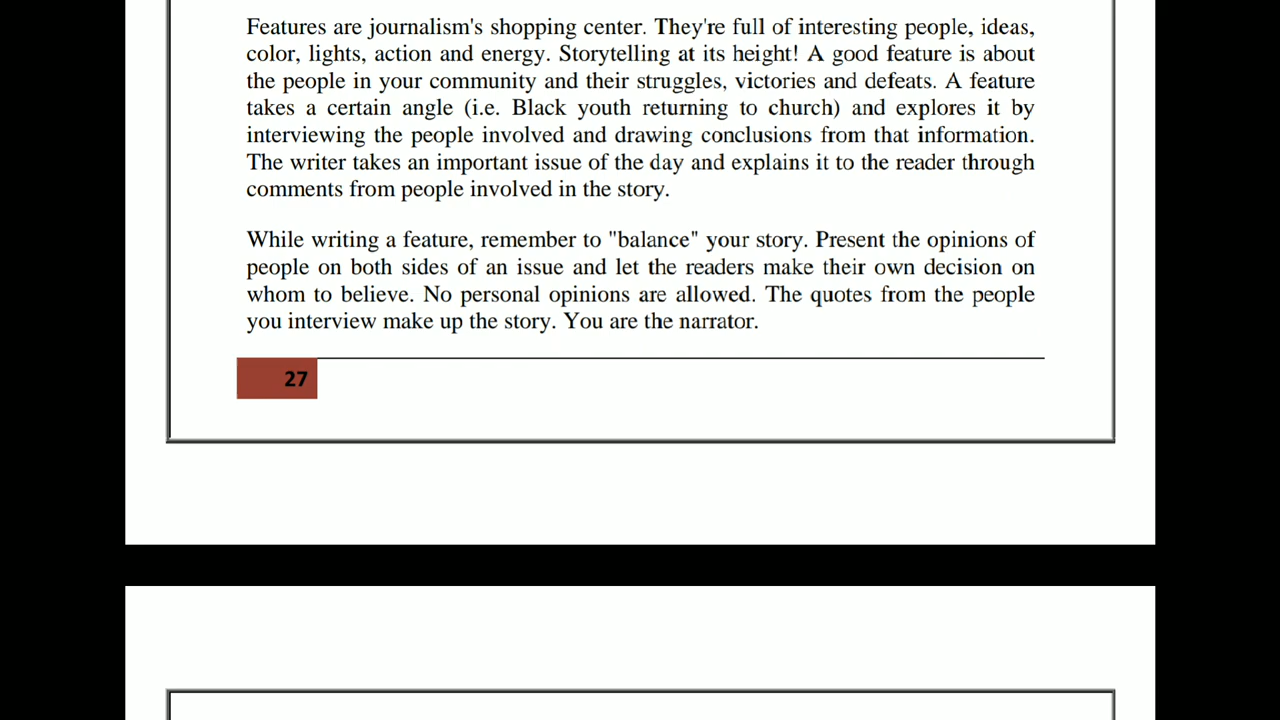 Features are journalism's shopping center. They're full of interesting people, ideas,
color, lights, action and energy. Storytelling at its height! A good feature is about
the people in your community and their struggles, victories and defeats. A feature
takes a certain angle (i.e. Black youth returning to church) and explores it by
interviewing the people involved and drawing conclusions from that information.
The writer takes an important issue of the day and explains it to the reader through
comments from people involved in the story.
While writing a feature, remember to "balance" your story. Present the opinions of
people on both sides of an issue and let the readers make their own decision on
whom to believe. No personal opinions are allowed. The quotes from the people
you interview make up the story. You are the narrator.
27